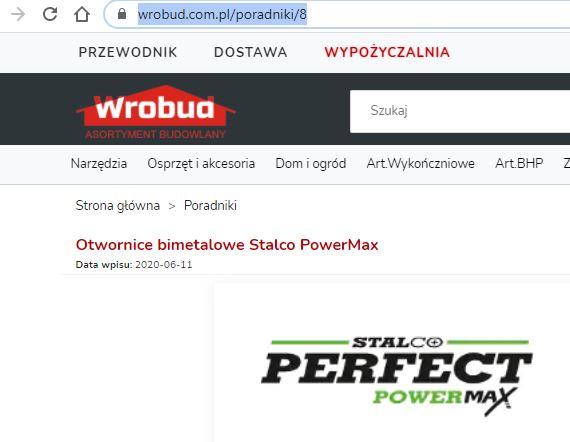 wrobud.com.pl/poradniki/8
PRZEWODNIK DOSTAWA WYPOŻYCZALNIA
Wrobud
ASORTYMENT BUDOWLANY
Szukaj
Narzędzia Osprzęt i akcesoria Dom i ogród Art.Wykończniowe Art.BHP Z
Strona główna > Poradniki
Otwornice bimetalowe Stalco PowerMax
Data wpisu: 2020-06-11
STALCO
PERFECT
POWERMAX